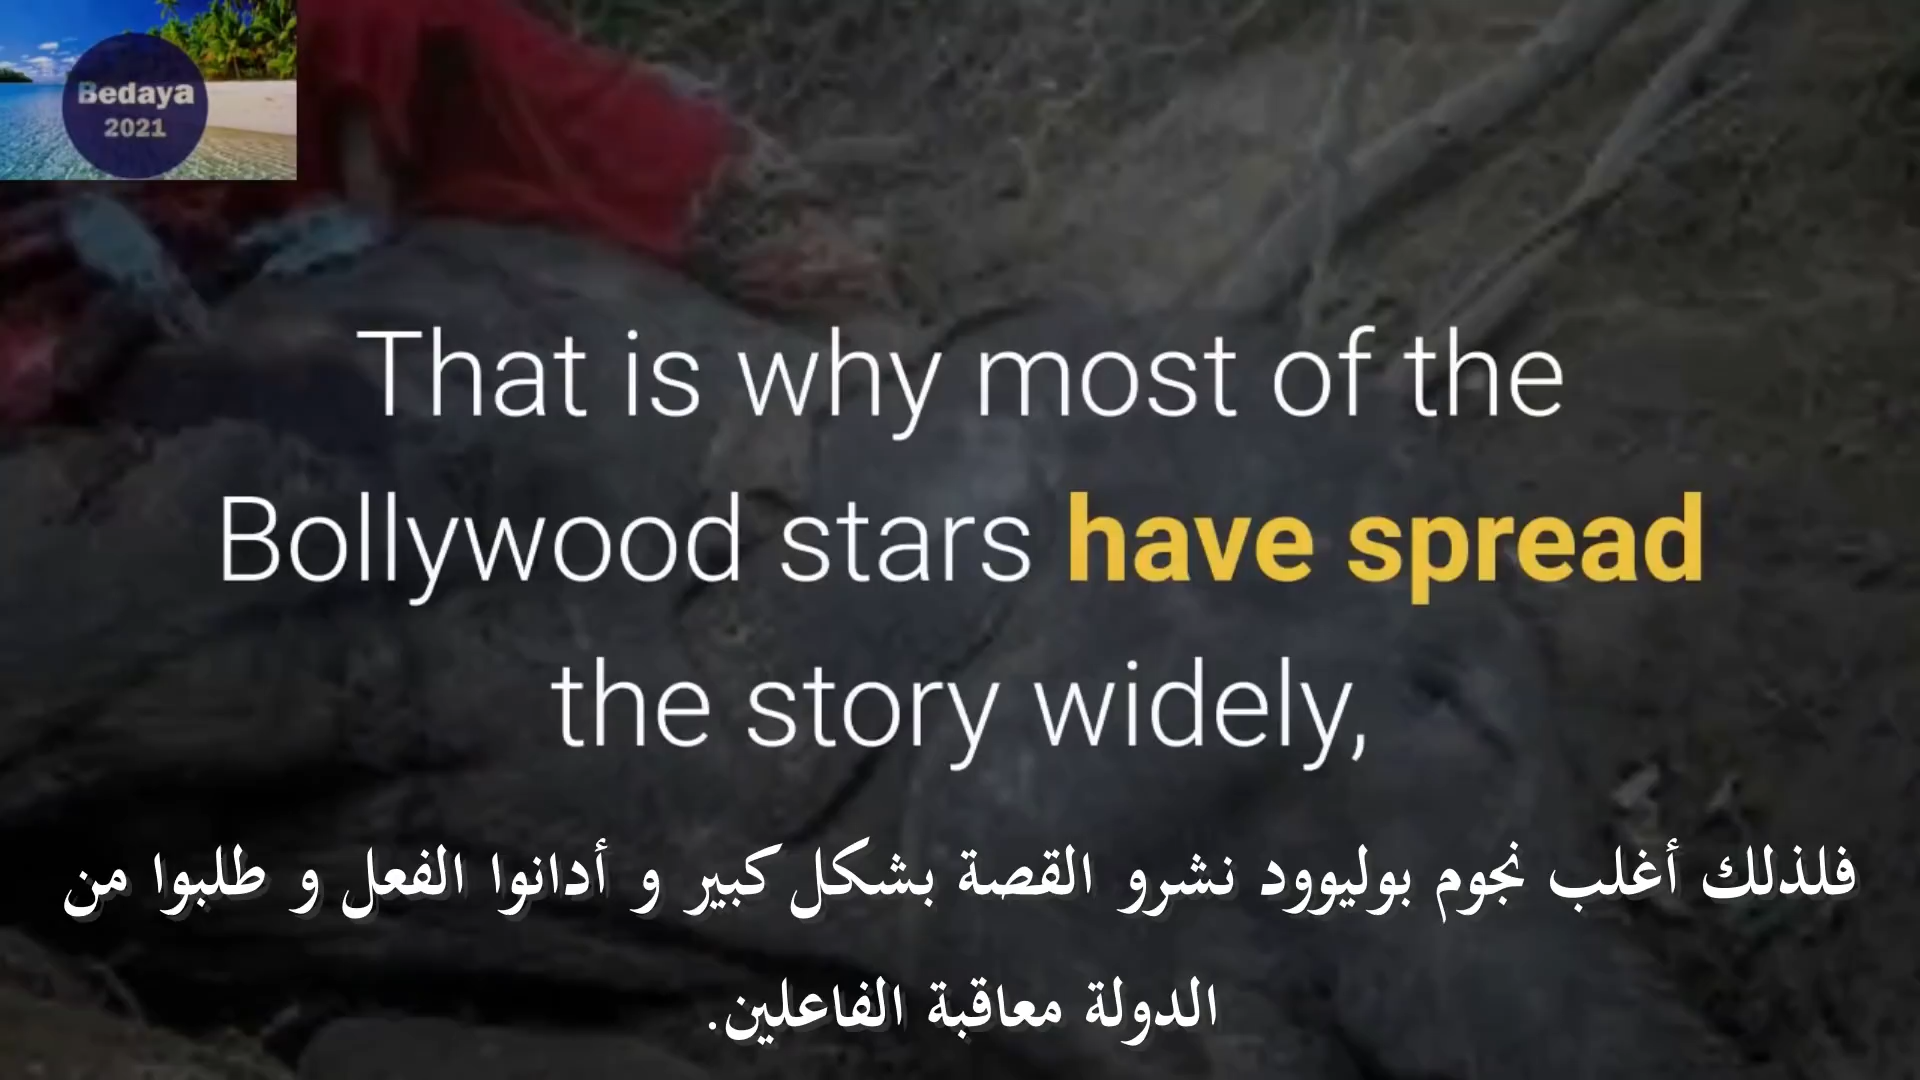 Bedaya
2021
That is why most of the
Bollywood stars have spread
the story widely,
فلذلك أغلب نجوم بوليوود نشرو القصة بشكل كبير و أدانوا الفعل و طلبوا من
الدولة معاقبة الفاعلين.